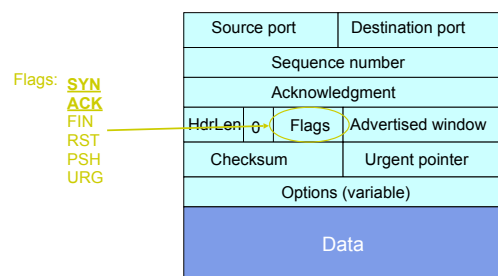 Source port Destination port
Sequence number
Flags: SYN
ACK
FIN
RST
PSH
URG
Acknowledgment
HdrLen 0 Flags Advertised window
Checksum Urgent pointer
Options (variable)
Data